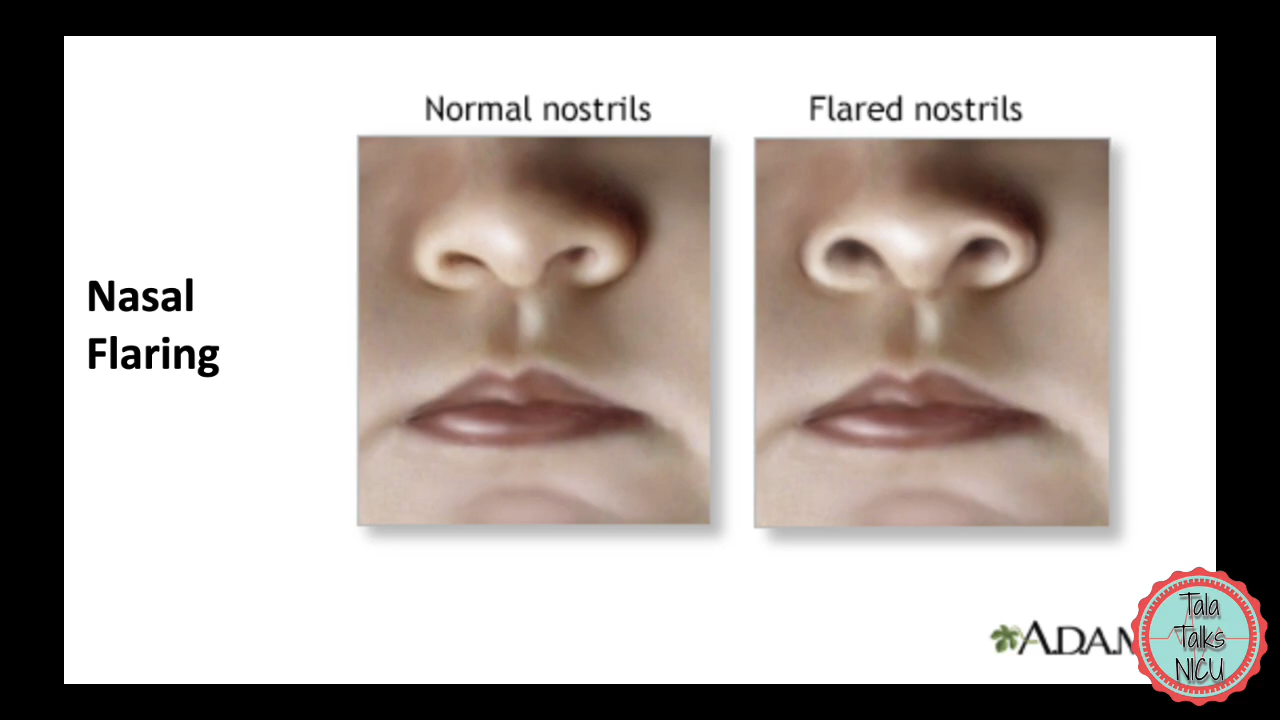 Normal nostrils
Flared nostrils
Nasal
Flaring
A.D.A.M
Tala
Talks
NICU